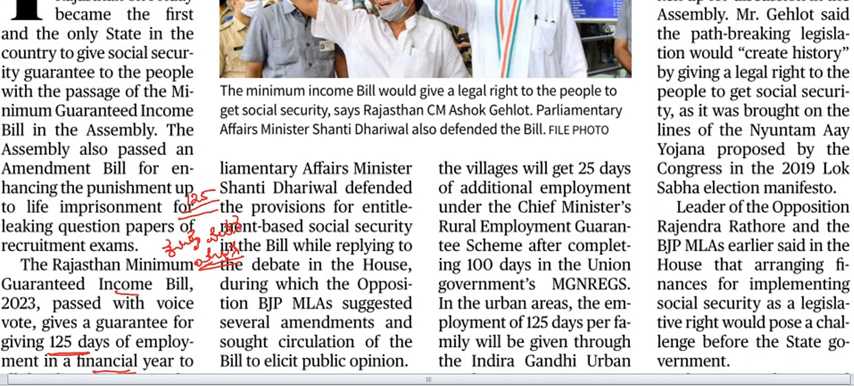 became the first
and the only State in the
country to give social secur-
ity guarantee to the people
with the passage of the Mi-
nimum Guaranteed Income
Bill in the Assembly. The
Assembly also passed an
Amendment Bill for en-
hancing the punishment up
to life imprisonment for
leaking question papers of
recruitment exams.
The Rajasthan Minimum
Guaranteed Income Bill,
2023, passed with voice
vote, gives a guarantee for
giving 125 days of employ-
ment in a financial year to
The minimum income Bill would give a legal right to the people to
get social security, says Rajasthan CM Ashok Gehlot. Parliamentary
Affairs Minister Shanti Dhariwal also defended the Bill. FILE PHOTO
liamentary Affairs Minister
Shanti Dhariwal defended
the provisions for entitle-
ment-based social security
in the Bill while replying to
the debate in the House,
during which the Opposi-
tion BJP MLAs suggested
several amendments and
sought circulation of the
Bill to elicit public opinion.
125
the villages will get 25 days
of additional employment
under the Chief Minister's
Rural Employment Guaran-
tee Scheme after complet-
ing 100 days in the Union
government's MGNREGS.
In the urban areas, the em-
ployment of 125 days per fa-
mily will be given through
the Indira Gandhi Urban
Assembly. Mr. Gehlot said
the path-breaking legisla-
tion would "create history"
by giving a legal right to the
people to get social securi-
ty, as it was brought on the
lines of the Nyuntam Aay
Yojana proposed by the
Congress in the 2019 Lok
Sabha election manifesto.
Leader of the Opposition
Rajendra Rathore and the
BJP MLAs earlier said in the
House that arranging fi-
nances for implementing
social security as a legisla-
tive right would pose a chal-
lenge before the State go-
vernment.